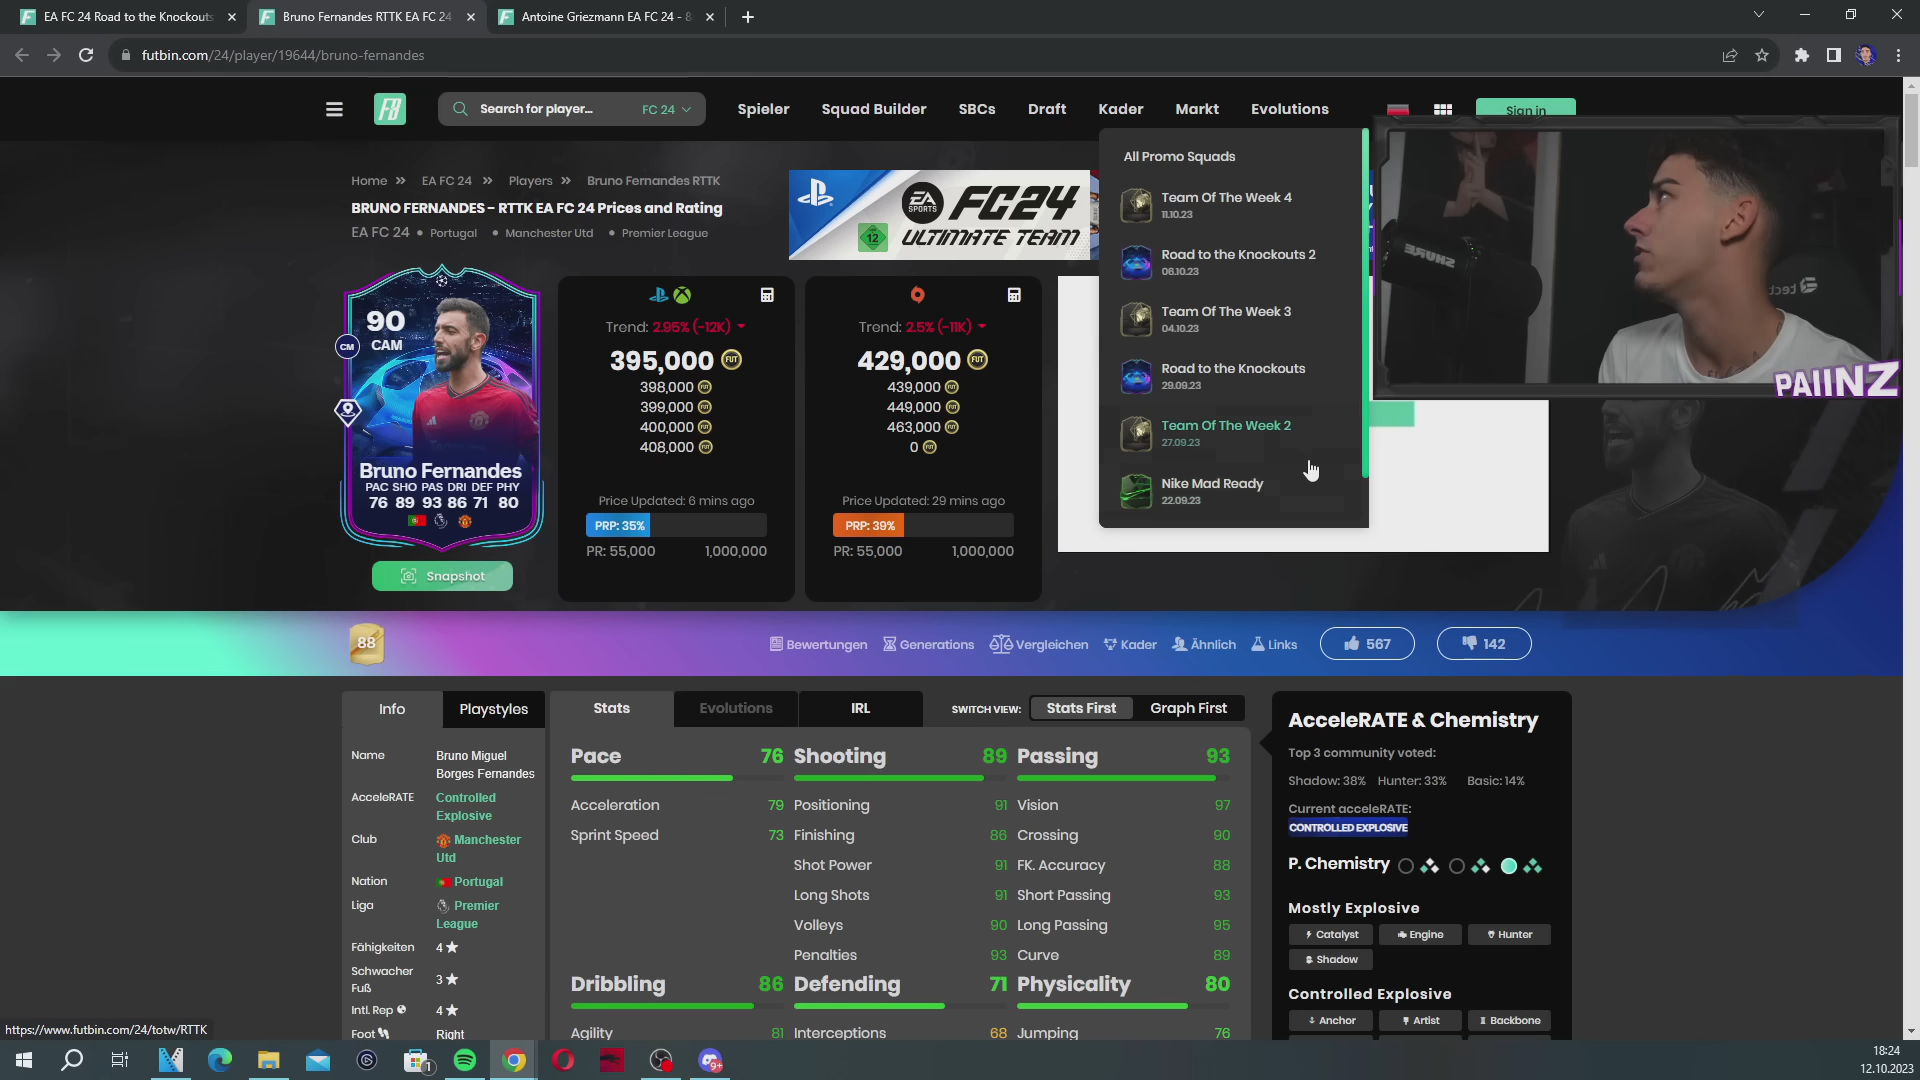 EA FC 24 Road to the Knockouts
Bruno Fernandes RTTK EA FC 24
Antoine Griezmann EA FC 24 - 8
futbin.com/24/player/19644/bruno-fernandes
Search for player... FC 24
Spieler
Squad Builder
SBCs
Draft
Kader
Markt
Evolutions
Sign in
Home >> EA FC 24 >> Players >> Bruno Fernandes RTTK
BRUNO FERNANDES - RTTK EA FC 24 Prices and Rating
EA FC 24 • Portugal • Manchester Utd • Premier League
EA SPORTS FC24
12 ULTIMATE TEAM
All Promo Squads
Team Of The Week 4
11.10.23
Road to the Knockouts 2
06.10.23
Team Of The Week 3
04.10.23
Road to the Knockouts
29.09.23
Team Of The Week 2
27.09.23
Nike Mad Ready
22.09.23
SHURE
PAIINZ
90
CAM
CM
Bruno Fernandes
PAC SHO PAS DRI DEF PHY
76 89 93 86 71 80
Snapshot
Trend: 2.95% (-12K)
395,000
398,000
399,000
400,000
408,000
Price Updated: 6 mins ago
PRP: 35%
PR: 55,000 1,000,000
Trend: 2.5% (-11K)
429,000
439,000
449,000
463,000
0
Price Updated: 29 mins ago
PRP: 39%
PR: 55,000 1,000,000
88
Bewertungen
Generations
Vergleichen
Kader
Ähnlich
Links
567
142
Info
Playstyles
Name Bruno Miguel
Borges Fernandes
AcceleRATE Controlled
Explosive
Club Manchester
Utd
Nation Portugal
Liga Premier
League
Fähigkeiten 4
Schwacher
Fuß 3
Intl. Rep 4
Foot Right
Stats
Evolutions
IRL
SWITCH VIEW: Stats First Graph First
Pace 76 Shooting 89 Passing 93
Acceleration 79 Positioning 91 Vision 97
Sprint Speed 73 Finishing 86 Crossing 90
Shot Power 91 FK. Accuracy 88
Long Shots 91 Short Passing 93
Volleys 90 Long Passing 95
Penalties 93 Curve 89
Dribbling 86 Defending 71 Physicality 80
Agility 81 Interceptions 68 Jumping 76
AcceleRATE & Chemistry
Top 3 community voted:
Shadow: 38% Hunter: 33% Basic: 14%
Current acceleRATE:
CONTROLLED EXPLOSIVE
P. Chemistry
Mostly Explosive
Catalyst Engine Hunter
Shadow
Controlled Explosive
Anchor Artist Backbone
https://www.futbin.com/24/totw/RTTK
1
9+
18:24
12.10.2023